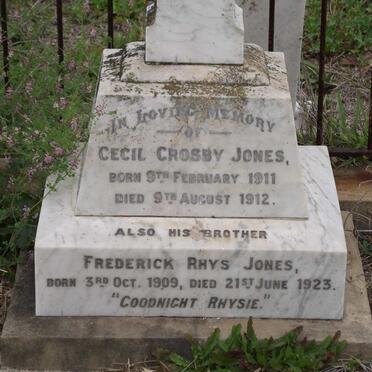 IN LOVING MEMORY
OF
CECIL CROSBY JONES,
BORN 9TH FEBRUARY 1911
DIED 9TH AUGUST 1912.
ALSO HIS BROTHER
FREDERICK RHYS JONES,
BORN 3RD OCT. 1909, DIED 21ST JUNE 1923.
"GOODNIGHT RHYSIE."